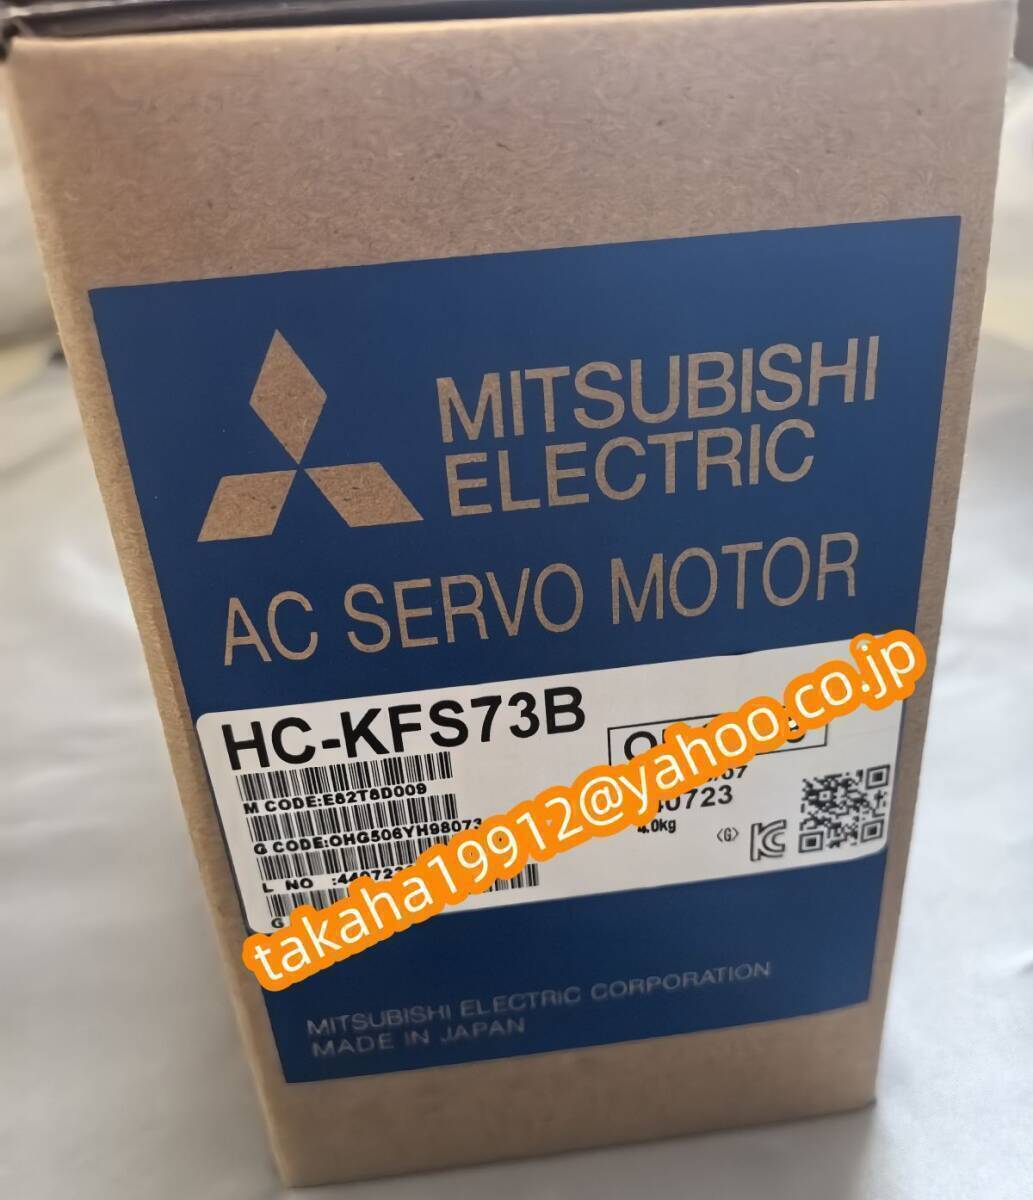 MITSUBISHI
ELECTRIC
AC SERVO MOTOR
HC-KFS73B
M CODE:E62T6D009
G CODE:OHG506YH98073
L NO
4.0kg
<G>
takaha19912@yahoo.co.jp
MITSUBISHI ELECTRIC CORPORATION
MADE IN JAPAN